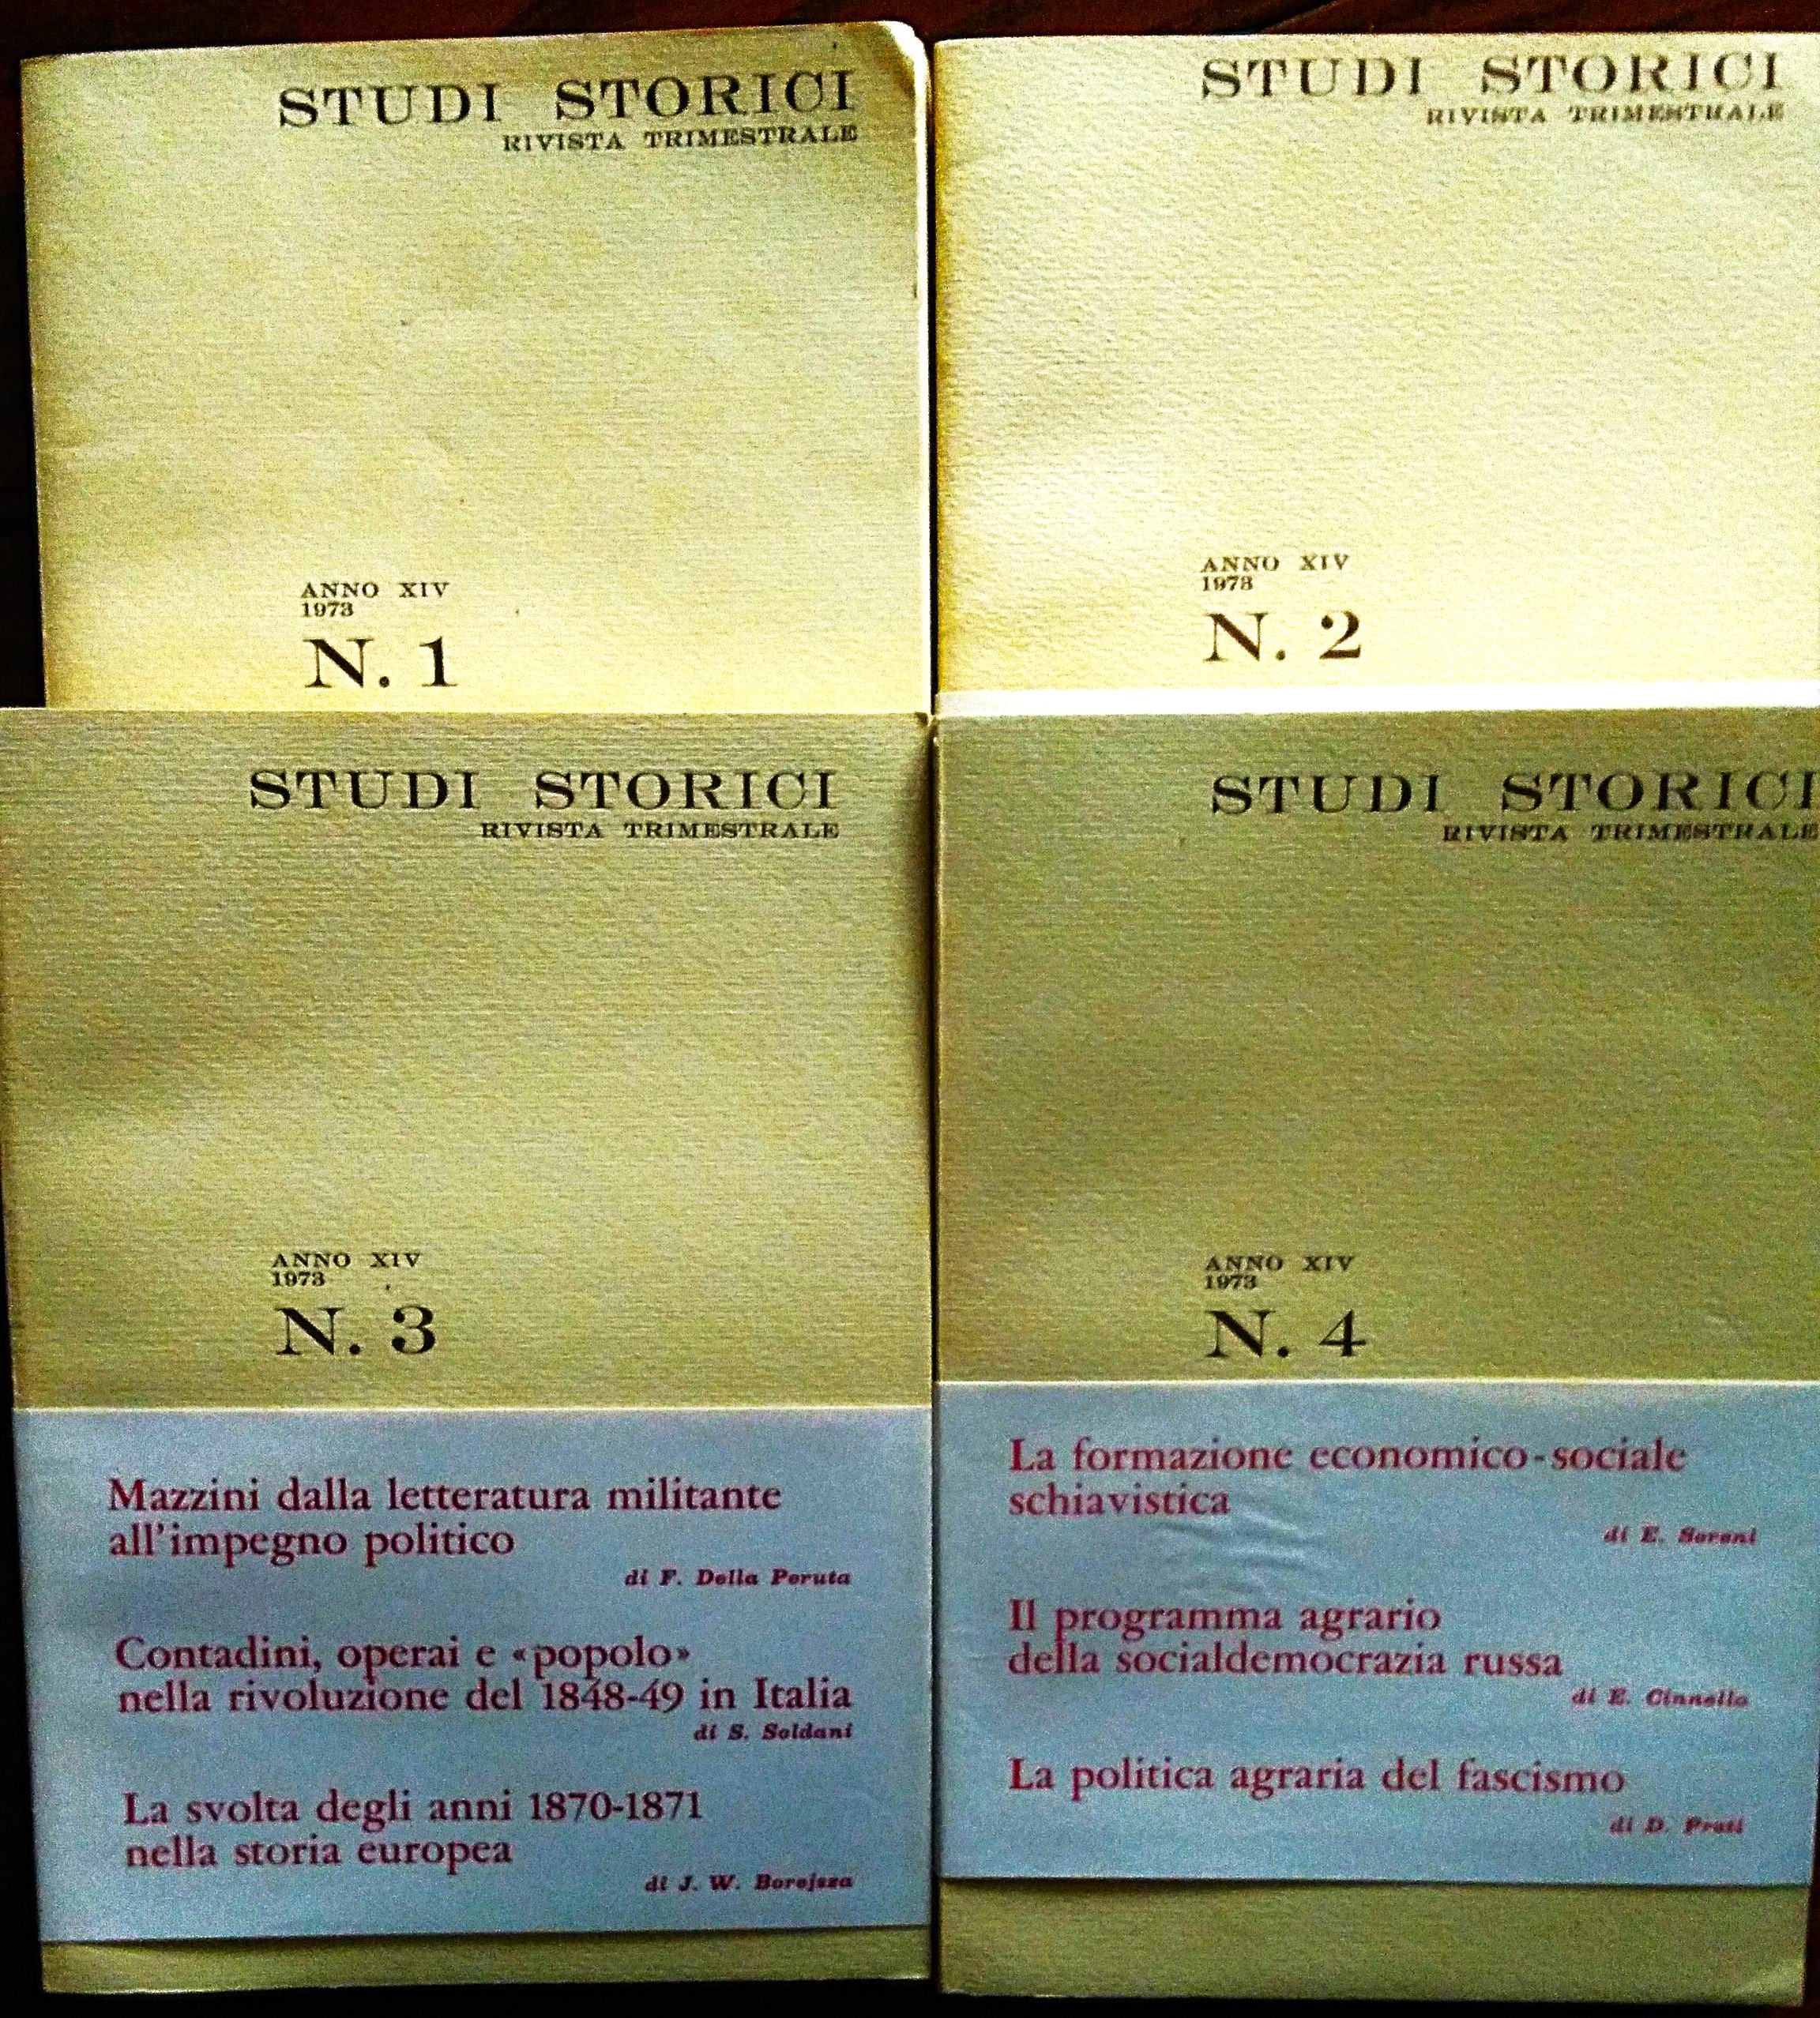 STUDI STORICI
RIVISTA TRIMESTRALE
ANNO XIV
1973
N. 1
STUDI STORICI
RIVISTA TRIMESTRALE
ANNO XIV
1973
N. 2
STUDI STORICI
RIVISTA TRIMESTRALE
ANNO XIV
1973
N. 3
Mazzini dalla letteratura militante
all'impegno politico
di F. Della Peruta
Contadini, operai e «popolo»
nella rivoluzione del 1848-49 in Italia
di S. Soldani
La svolta degli anni 1870-1871
nella storia europea
di J. W. Borejsza
STUDI STORICI
RIVISTA TRIMESTRALE
ANNO XIV
1973
N. 4
La formazione economico-sociale
schiavistica
di E. Sereni
Il programma agrario
della socialdemocrazia russa
di E. Cinnella
La politica agraria del fascismo
di D. Preti